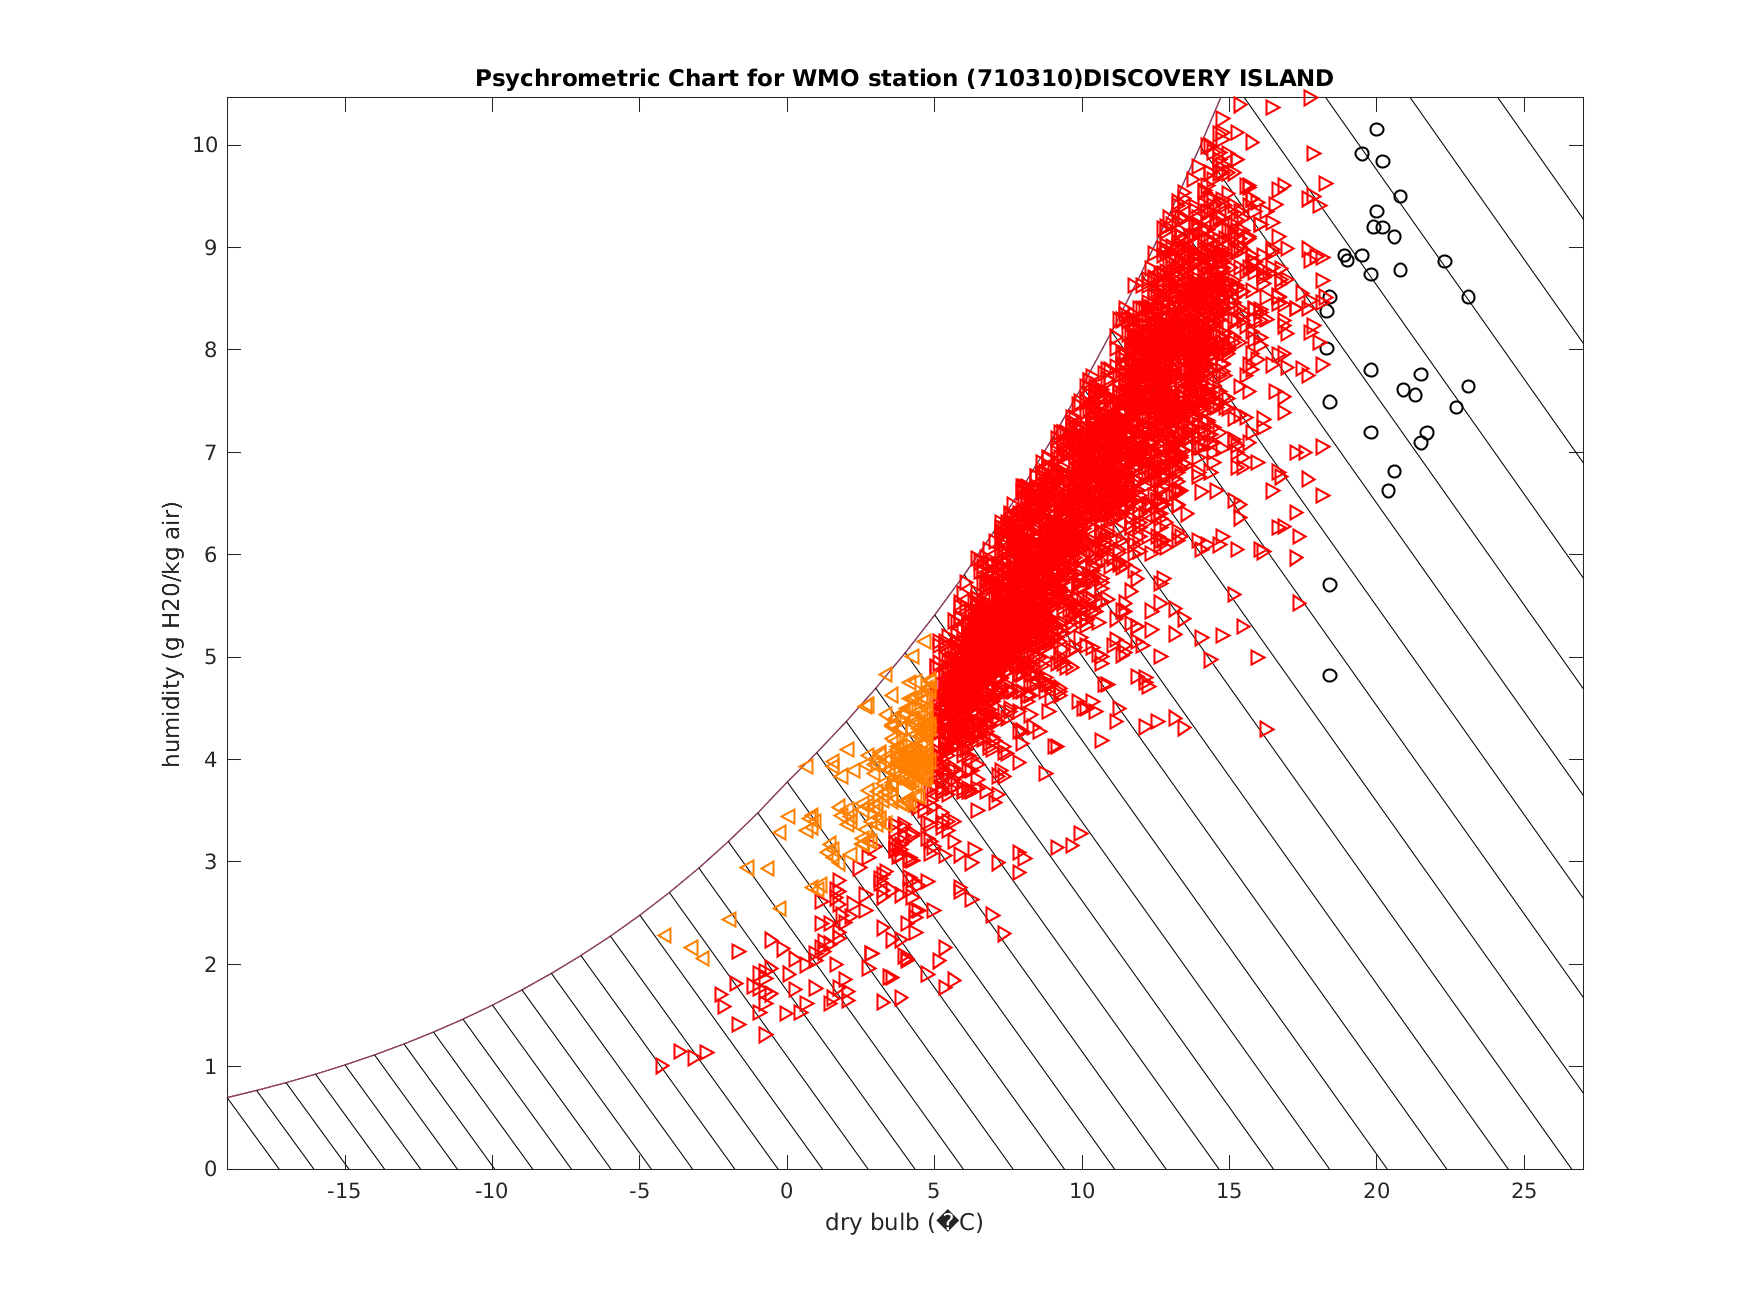 Psychrometric Chart for WMO station (710310)DISCOVERY ISLAND
10
9
8
7
6
5
4
3
2
1
0
humidity (g H20/kg air)
-15 -10 -5 0 5 10 15 20 25
dry bulb (�C)